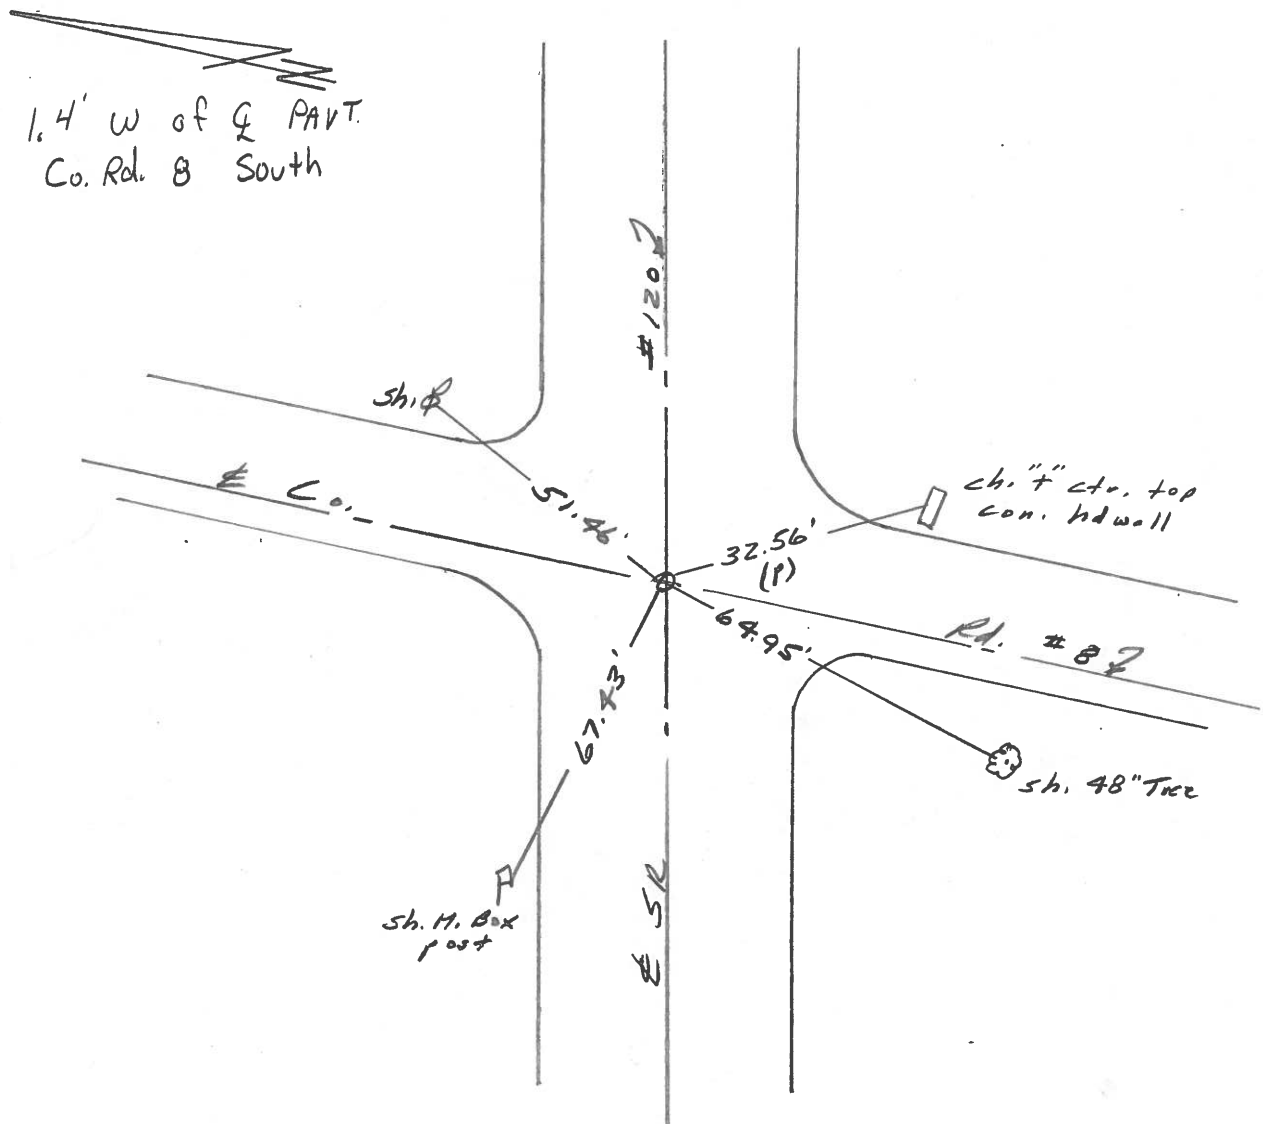 1.4' W of ℄ PAVT.
Co. Rd. 8 South
℄ SR #120
sh. ⅊
51.46'
℄ Co. Rd. #8
ch. "+" ctr. top
con. hdwall
32.56'
(P)
64.95'
sh. 48" Tree
67.43'
sh. M. Box
post